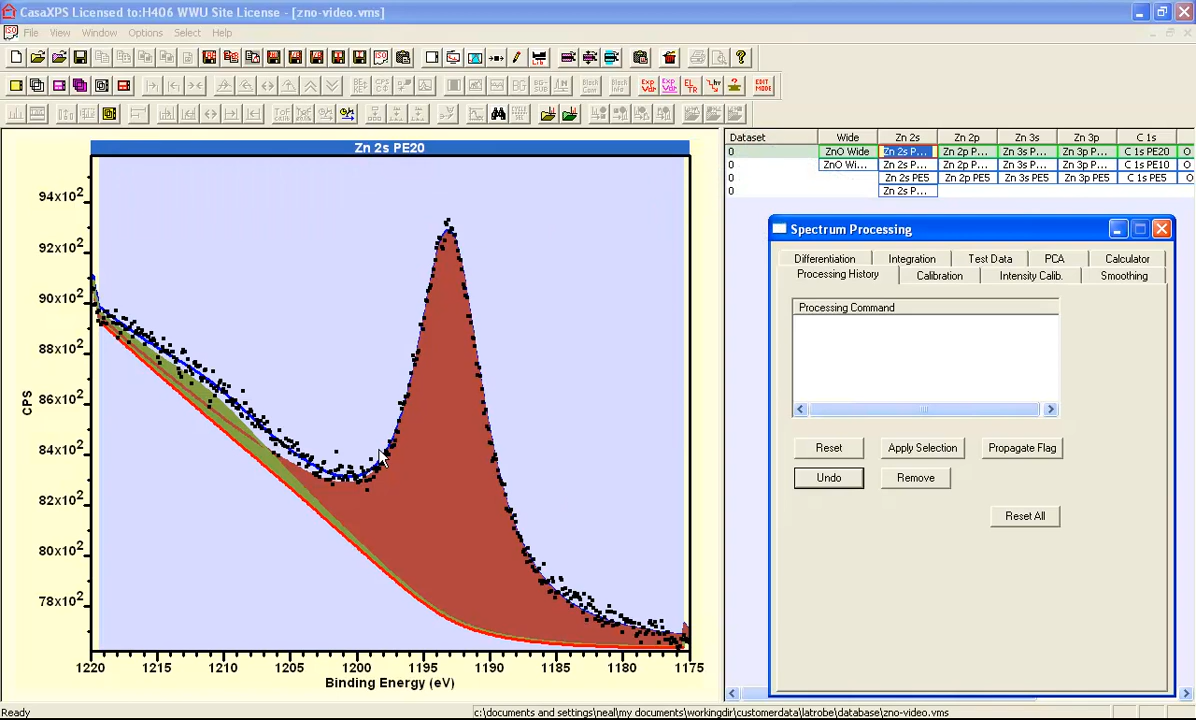 CasaXPS Licensed to:H406 WWU Site License - [zno-video.vms]
File View Window Options Select Help
Zn 2s PE20
94x10²
92x10²
90x10²
88x10²
86x10²
84x10²
82x10²
80x10²
78x10²
CPS
1220 1215 1210 1205 1200 1195 1190 1185 1180 1175
Binding Energy (eV)
Dataset Wide Zn 2s Zn 2p Zn 3s Zn 3p C 1s
0 ZnO Wide Zn 2s P... Zn 2p P... Zn 3s P... Zn 3p P... C 1s PE20 O
0 ZnO Wi... Zn 2s P... Zn 2p P... Zn 3s P... Zn 3p P... C 1s PE10 O
0 Zn 2s PE5 Zn 2p PE5 Zn 3s PE5 Zn 3p PE5 C 1s PE5 O
0 Zn 2s P...
Spectrum Processing
Differentiation Integration Test Data PCA Calculator
Processing History Calibration Intensity Calib. Smoothing
Processing Command
Reset Apply Selection Propagate Flag
Undo Remove
Reset All
Ready c:\documents and settings\neal\my documents\workingdir\customerdata\latrobe\database\zno-video.vms